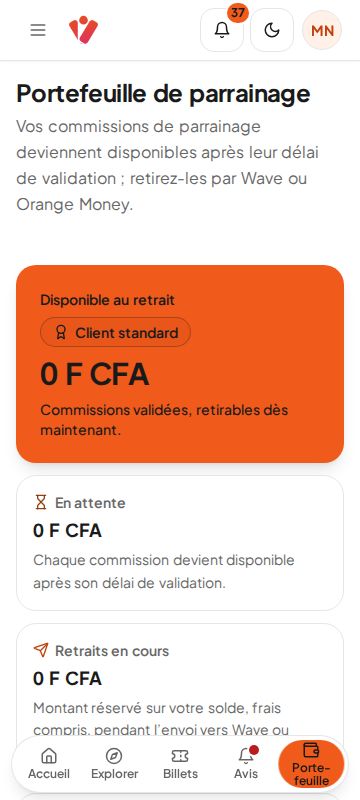 37
MN
Portefeuille de parrainage
Vos commissions de parrainage
deviennent disponibles après leur délai
de validation ; retirez-les par Wave ou
Orange Money.
Disponible au retrait
Client standard
0 F CFA
Commissions validées, retirables dès
maintenant.
En attente
0 F CFA
Chaque commission devient disponible
après son délai de validation.
Retraits en cours
0 F CFA
Montant réservé sur votre solde, frais
compris, pendant l'envoi vers Wave ou
Accueil
Explorer
Billets
Avis
Porte-
feuille